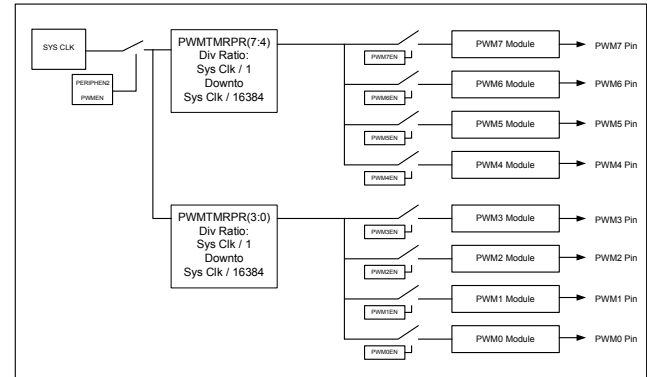 SYS CLK
PERIPHEN2
PWMEN
PWMTMRPR(7:4)
Div Ratio:
Sys Clk / 1
Downto
Sys Clk / 16384
PWM7EN
PWM7 Module
PWM7 Pin
PWM6EN
PWM6 Module
PWM6 Pin
PWM5EN
PWM5 Module
PWM5 Pin
PWM4EN
PWM4 Module
PWM4 Pin
PWMTMRPR(3:0)
Div Ratio:
Sys Clk / 1
Downto
Sys Clk / 16384
PWM3EN
PWM3 Module
PWM3 Pin
PWM2EN
PWM2 Module
PWM2 Pin
PWM1EN
PWM1 Module
PWM1 Pin
PWM0EN
PWM0 Module
PWM0 Pin